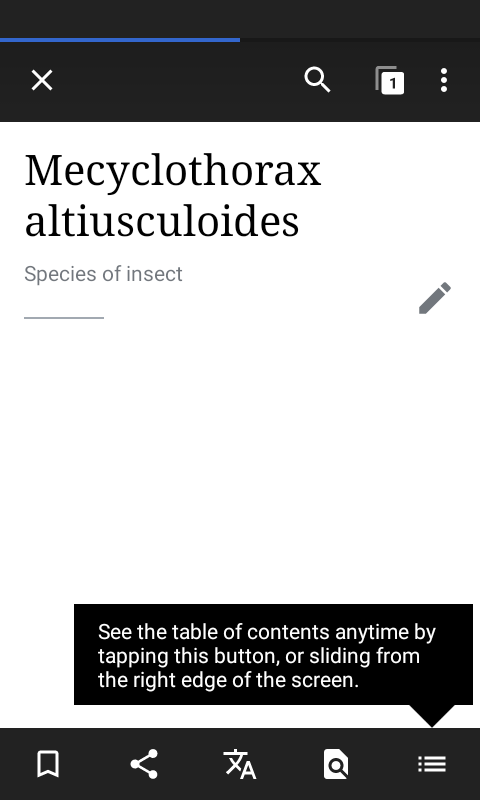 1
Mecyclothorax
altiusculoides
Species of insect
See the table of contents anytime by
tapping this button, or sliding from
the right edge of the screen.